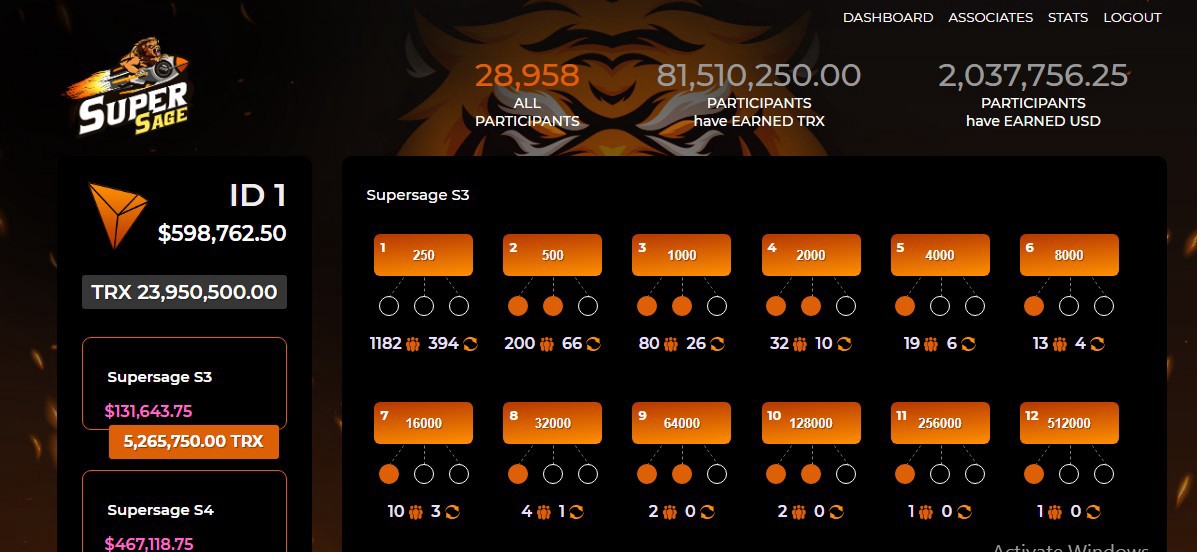 DASHBOARD ASSOCIATES STATS LOGOUT
SUPER
SAGE
28,958
ALL
PARTICIPANTS
81,510,250.00
PARTICIPANTS
have EARNED TRX
2,037,756.25
PARTICIPANTS
have EARNED USD
ID 1
$598,762.50
TRX 23,950,500.00
Supersage S3
$131,643.75
5,265,750.00 TRX
Supersage S4
$467,118.75
Supersage S3
1 250 2 500 3 1000 4 2000 5 4000 6 8000
1182 394 200 66 80 26 32 10 19 6 13 4
7 16000 8 32000 9 64000 10 128000 11 256000 12 512000
10 3 4 1 2 0 2 0 1 0 1 0
Activate Windows